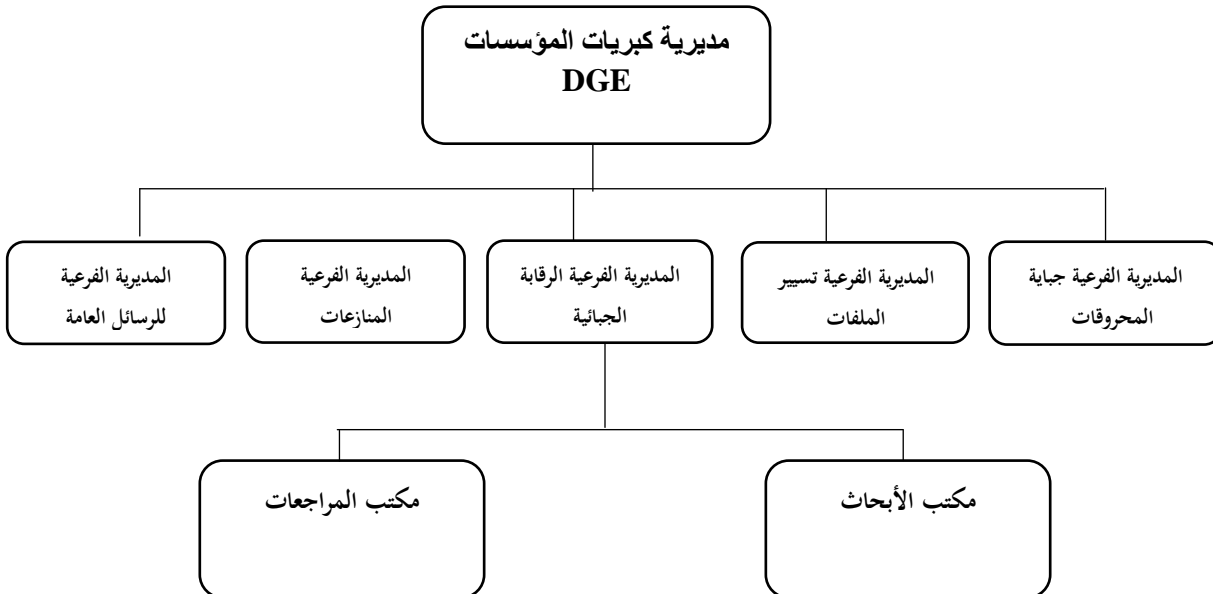 مديرية كبريات المؤسسات
DGE
المديرية الفرعية جباية
المحروقات
المديرية الفرعية تسيير
الملفات
المديرية الفرعية الرقابة
الجبائية
المديرية الفرعية
المنازعات
المديرية الفرعية
للرسائل العامة
مكتب الأبحاث
مكتب المراجعات